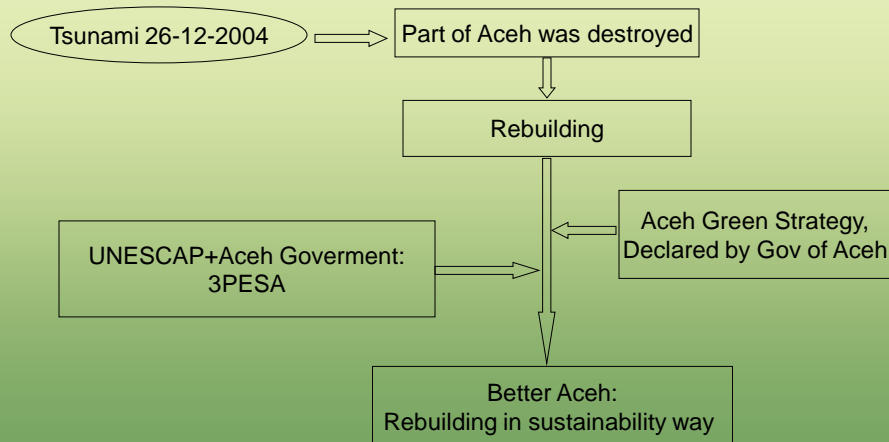 Tsunami 26-12-2004
Part of Aceh was destroyed
Rebuilding
Aceh Green Strategy,
Declared by Gov of Aceh
UNESCAP+Aceh Goverment:
3PESA
Better Aceh:
Rebuilding in sustainability way